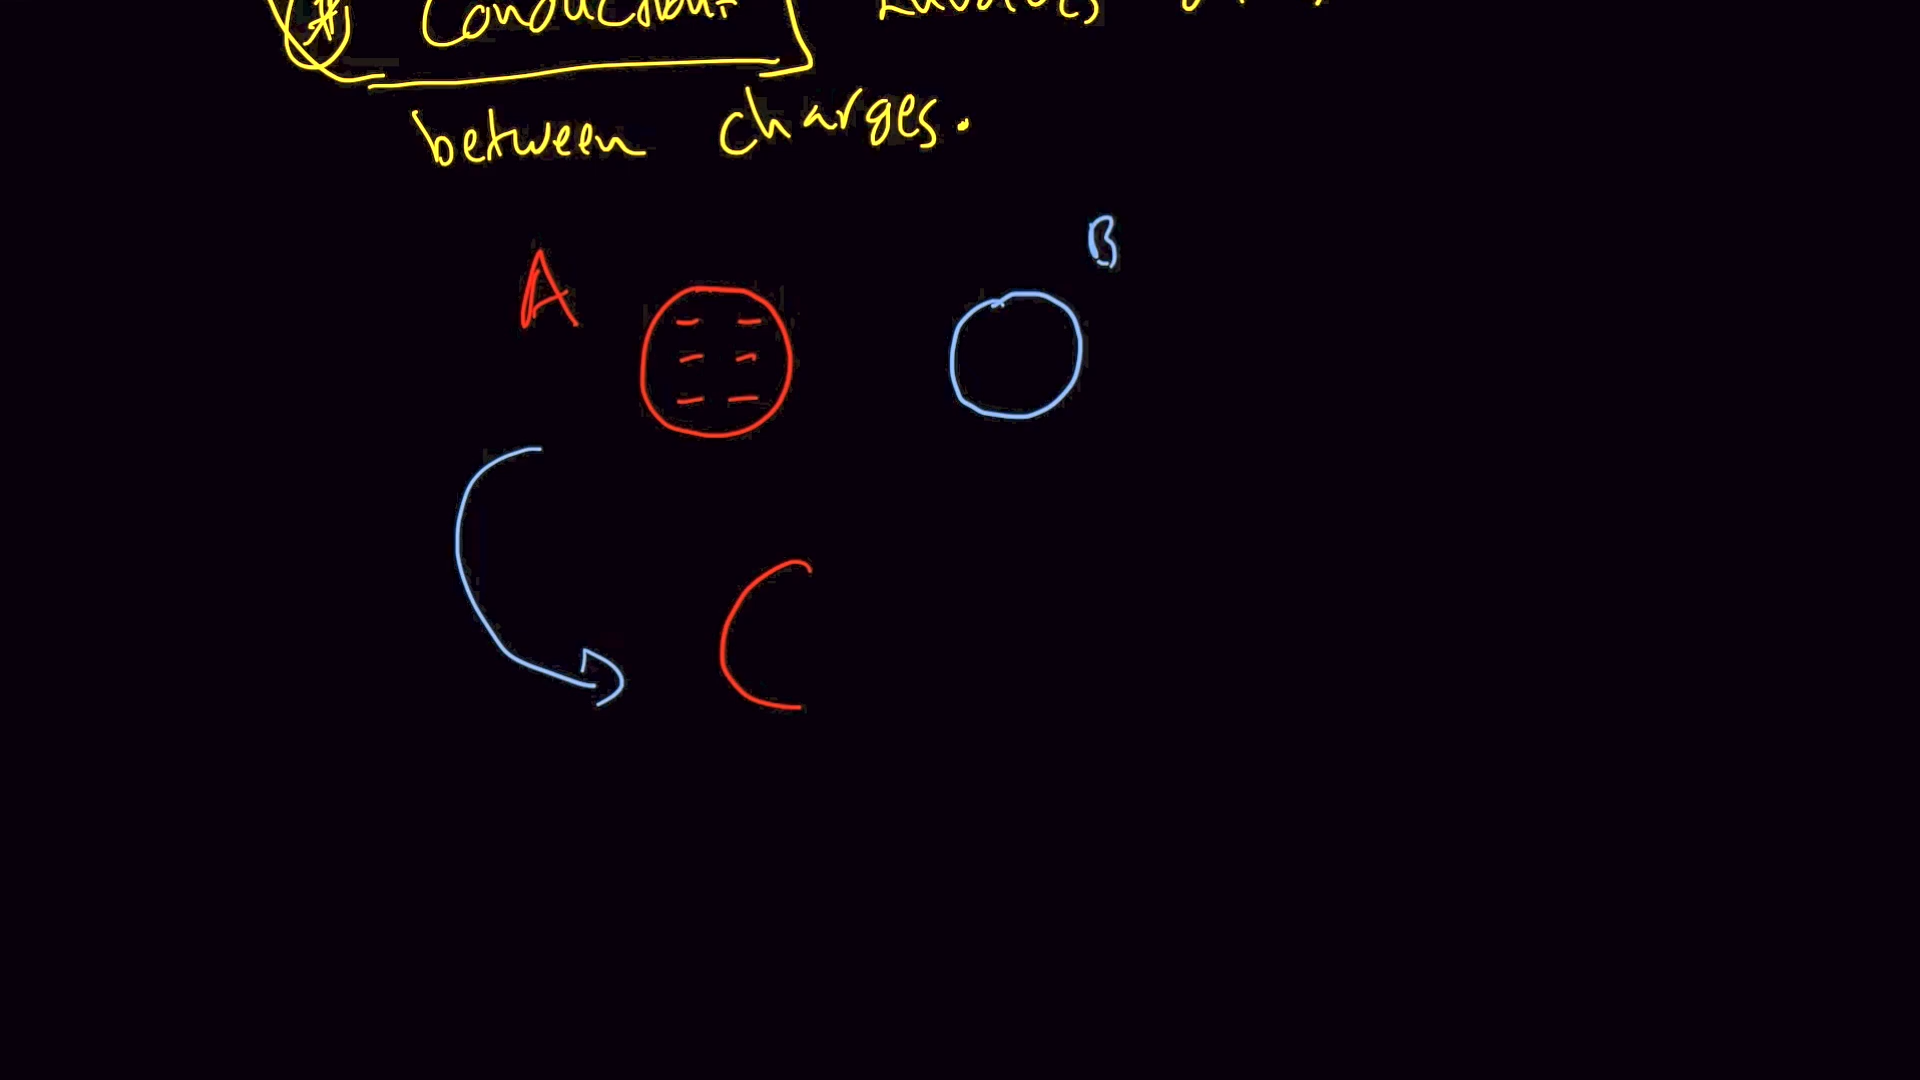 Conduction:
between charges.
A B
- -
- -
- -